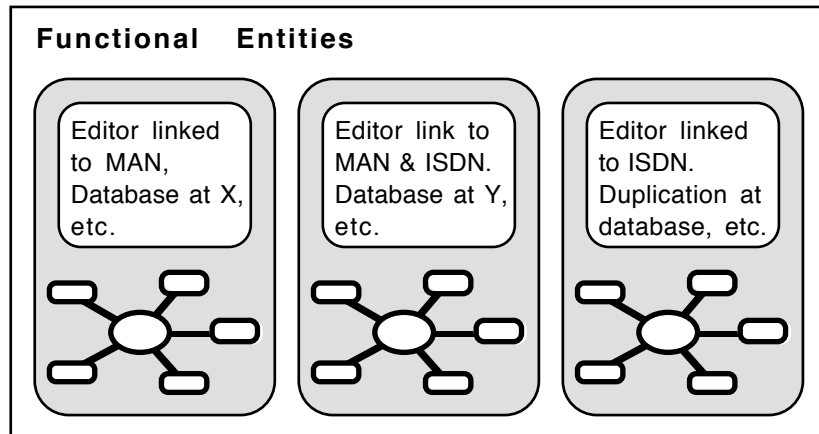 Functional Entities
Editor linked
to MAN,
Database at X,
etc.
Editor link to
MAN & ISDN.
Database at Y,
etc.
Editor linked
to ISDN.
Duplication at
database, etc.